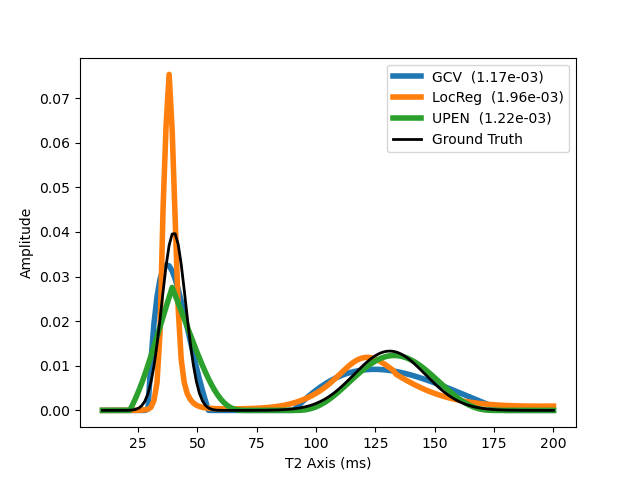 GCV (1.17e-03)
LocReg (1.96e-03)
UPEN (1.22e-03)
Ground Truth
Amplitude
0.07
0.06
0.05
0.04
0.03
0.02
0.01
0.00
25 50 75 100 125 150 175 200
T2 Axis (ms)